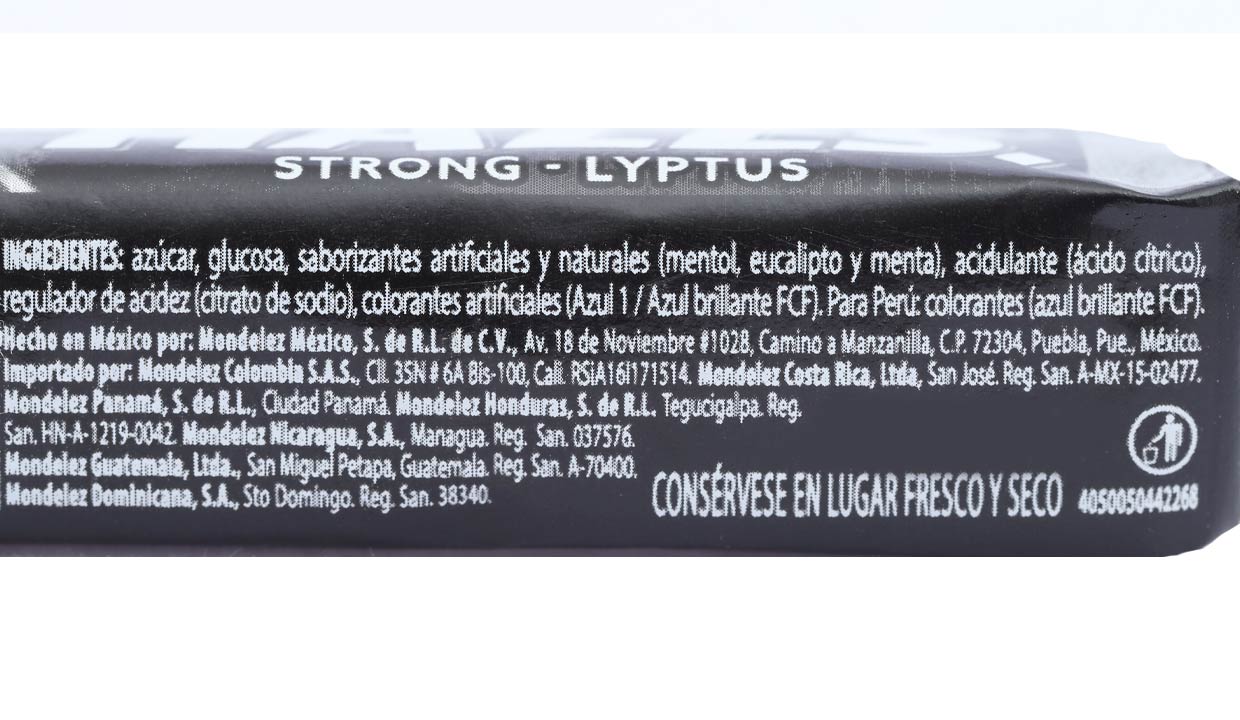 HALLS
STRONG - LYPTUS
INGREDIENTES: azúcar, glucosa, saborizantes artificiales y naturales (mentol, eucalipto y menta), acidulante (ácido cítrico),
regulador de acidez (citrato de sodio), colorantes artificiales (Azul 1 / Azul brillante FCF). Para Perú: colorantes (azul brillante FCF).
Hecho en México por: Mondelez México, S. de R.L. de C.V., Av. 18 de Noviembre #1028, Camino a Manzanilla, C.P. 72304, Puebla, Pue., México.
Importado por: Mondelez Colombia S.A.S., Cll. 3SN # 6A Bis-100, Cali. RSIA16I171514. Mondelez Costa Rica, Ltda, San José. Reg. San. A-MX-15-02477.
Mondelez Panamá, S. de R.L., Ciudad Panamá. Mondelez Honduras, S. de R.L. Tegucigalpa. Reg.
San. HN-A-1219-0042. Mondelez Nicaragua, S.A., Managua. Reg. San. 037576.
Mondelez Guatemala, Ltda., San Miguel Petapa, Guatemala. Reg. San. A-70400.
Mondelez Dominicana, S.A., Sto Domingo. Reg. San. 38340.
CONSÉRVESE EN LUGAR FRESCO Y SECO
4050050442268